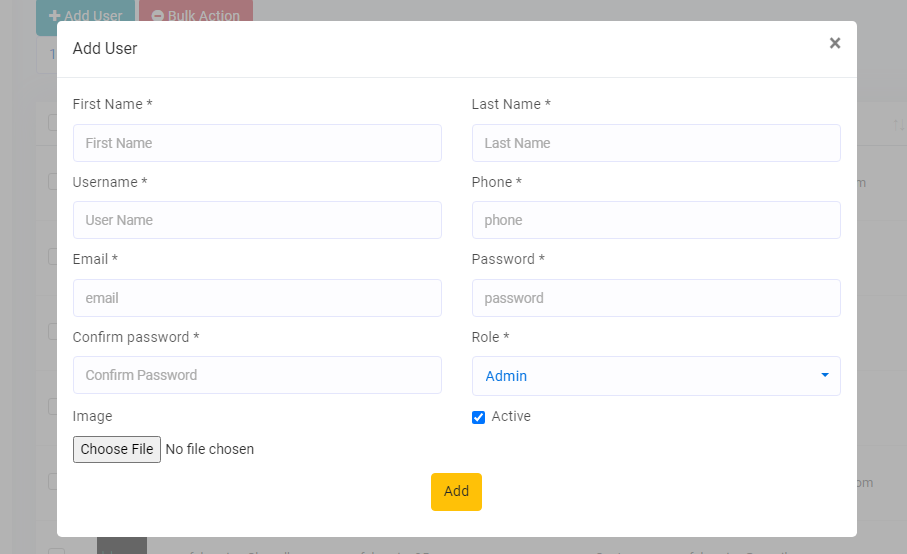 Add User
Bulk Action
Add User
×
First Name *
Last Name *
First Name
Last Name
Username *
Phone *
User Name
phone
Email *
Password *
email
password
Confirm password *
Role *
Confirm Password
Admin
Image
Active
Choose File No file chosen
Add